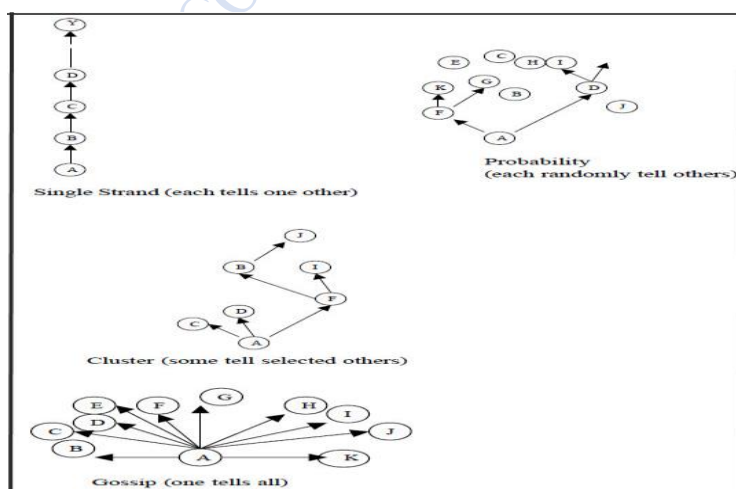 Y
D
C
B
A
Single Strand (each tells one other)
E
C
H I
K
G
B
D
J
F
A
Probability
(each randomly tell others)
J
B
I
F
D
C
A
Cluster (some tell selected others)
E
F
G
H
I
C
D
J
B
A
K
Gossip (one tells all)